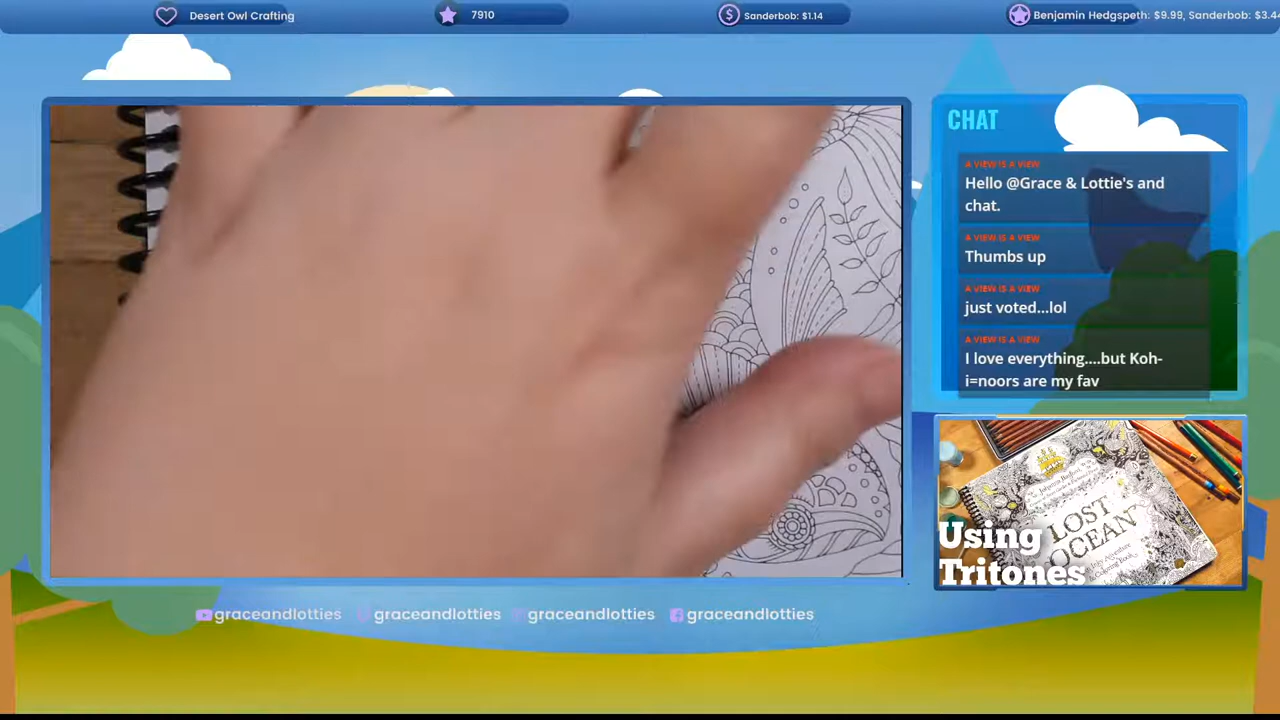 Desert Owl Crafting
7910
Sanderbob: $1.14
Benjamin Hedgspeth: $9.99, Sanderbob: $3.4
CHAT
A VIEW IS A VIEW
Hello @Grace & Lottie's and
chat.
A VIEW IS A VIEW
Thumbs up
A VIEW IS A VIEW
just voted...lol
A VIEW IS A VIEW
I love everything....but Koh-
i=noors are my fav
LOST
OCEAN
Using
Tritones
graceandlotties
graceandlotties
graceandlotties
graceandlotties